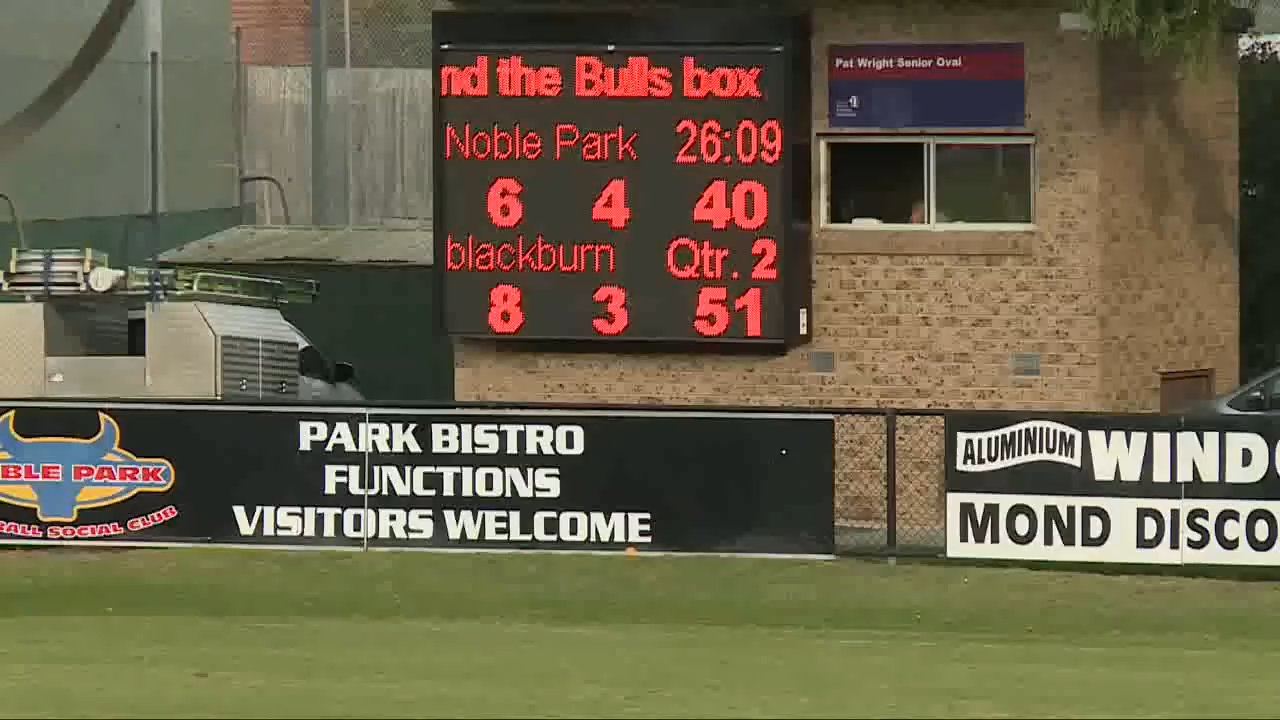 nd the Bulls box
Noble Park 26:09
6 4 40
blackburn Qtr. 2
8 3 51
Pat Wright Senior Oval
BLE PARK
BALL SOCIAL CLUB
PARK BISTRO
FUNCTIONS
VISITORS WELCOME
ALUMINIUM WINDO
MOND DISCO